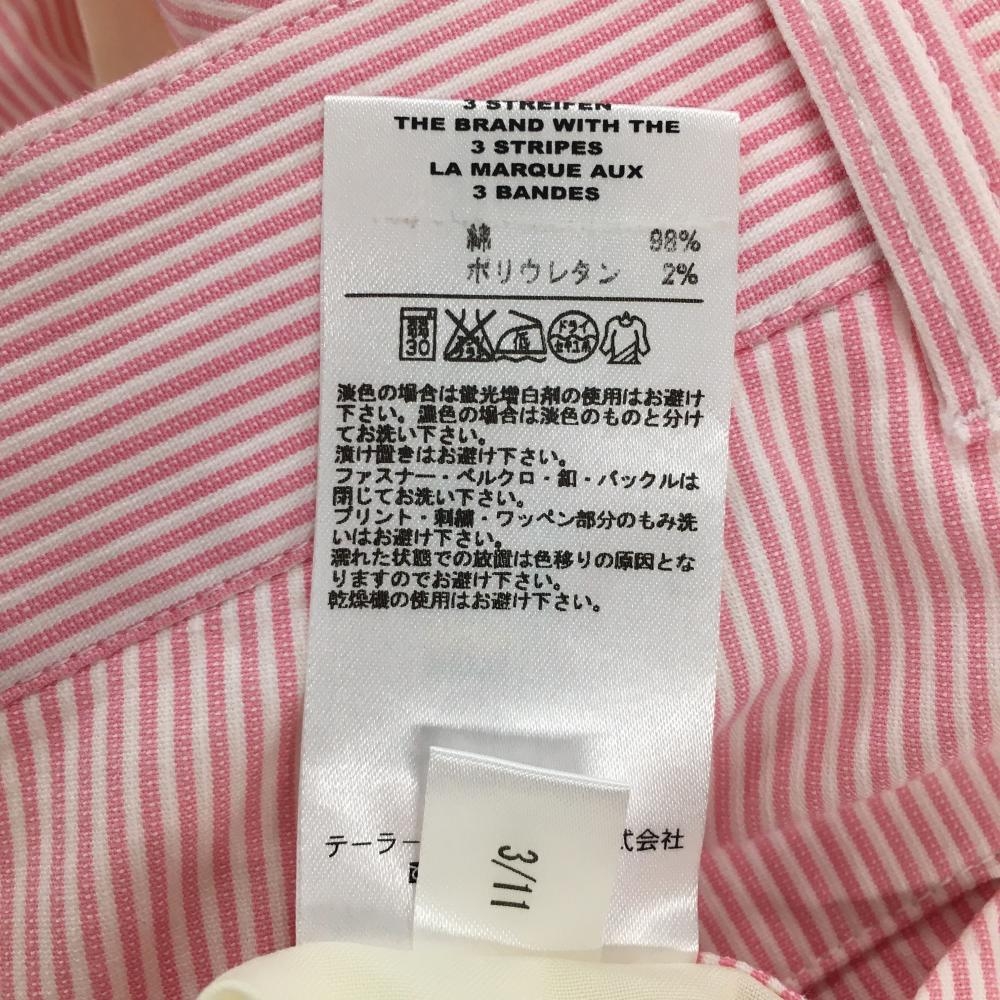 3 STREIFEN
THE BRAND WITH THE
3 STRIPES
LA MARQUE AUX
3 BANDES
綿 98%
ポリウレタン 2%
30
低
ドライ
淡色の場合は蛍光増白剤の使用はお避け
下さい。濃色の場合は淡色のものと分け
てお洗い下さい。
漬け置きはお避け下さい。
ファスナー・ベルクロ・釦・バックルは
閉じてお洗い下さい。
プリント・刺繍・ワッペン部分のもみ洗
いはお避け下さい。
濡れた状態での放置は色移りの原因とな
りますのでお避け下さい。
乾燥機の使用はお避け下さい。
テーラー 式会社
3/11